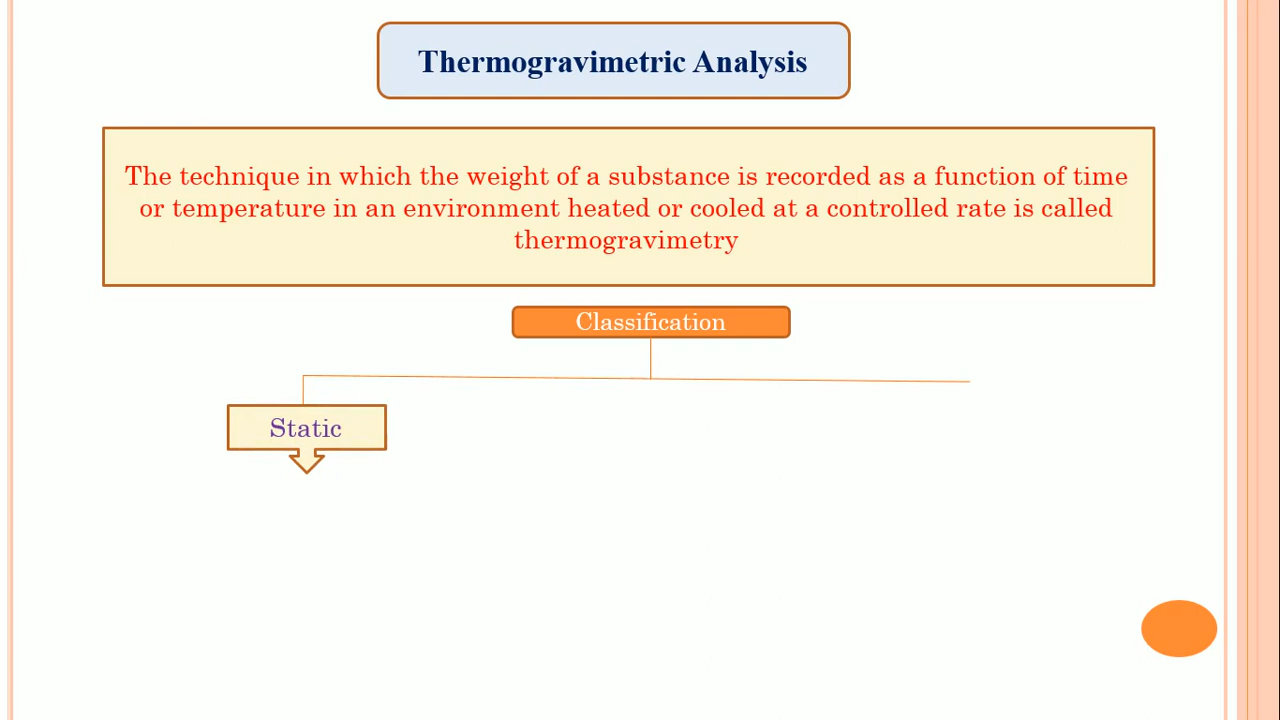 Thermogravimetric Analysis
The technique in which the weight of a substance is recorded as a function of time
or temperature in an environment heated or cooled at a controlled rate is called
thermogravimetry
Classification
Static